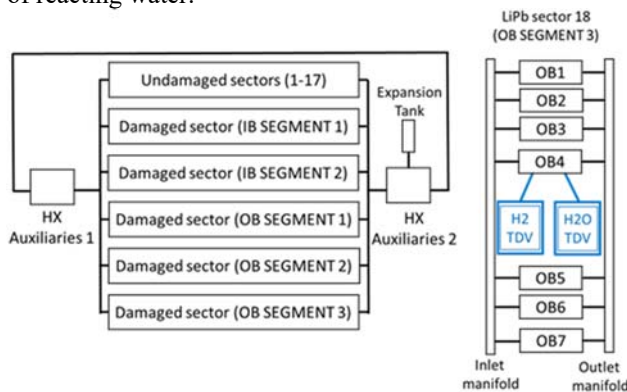 of reacting water.
LiPb sector 18
(OB SEGMENT 3)
Undamaged sectors (1-17)
Expansion
Tank
Damaged sector (IB SEGMENT 1)
Damaged sector (IB SEGMENT 2)
Damaged sector (OB SEGMENT 1)
Damaged sector (OB SEGMENT 2)
Damaged sector (OB SEGMENT 3)
HX
Auxiliaries 1
HX
Auxiliaries 2
OB1
OB2
OB3
OB4
H2
TDV
H2O
TDV
OB5
OB6
OB7
Inlet
manifold
Outlet
manifold